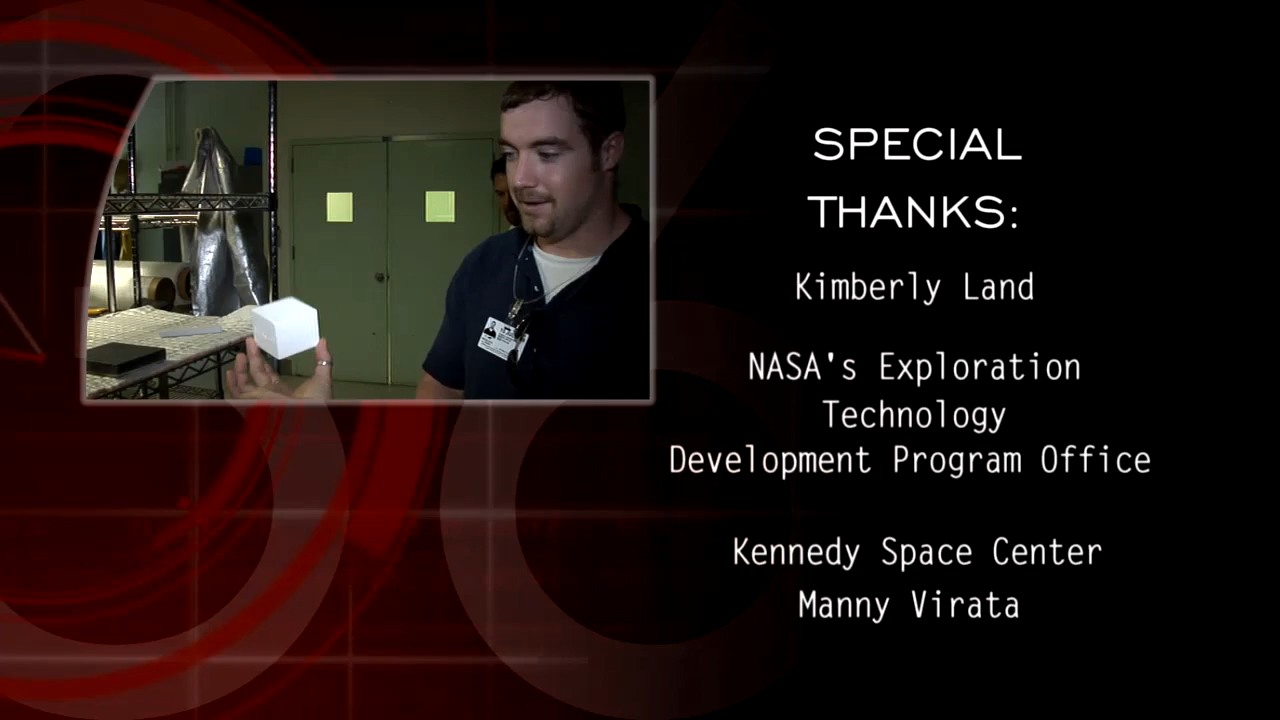 SPECIAL
THANKS:
Kimberly Land
NASA's Exploration
Technology
Development Program Office
Kennedy Space Center
Manny Virata